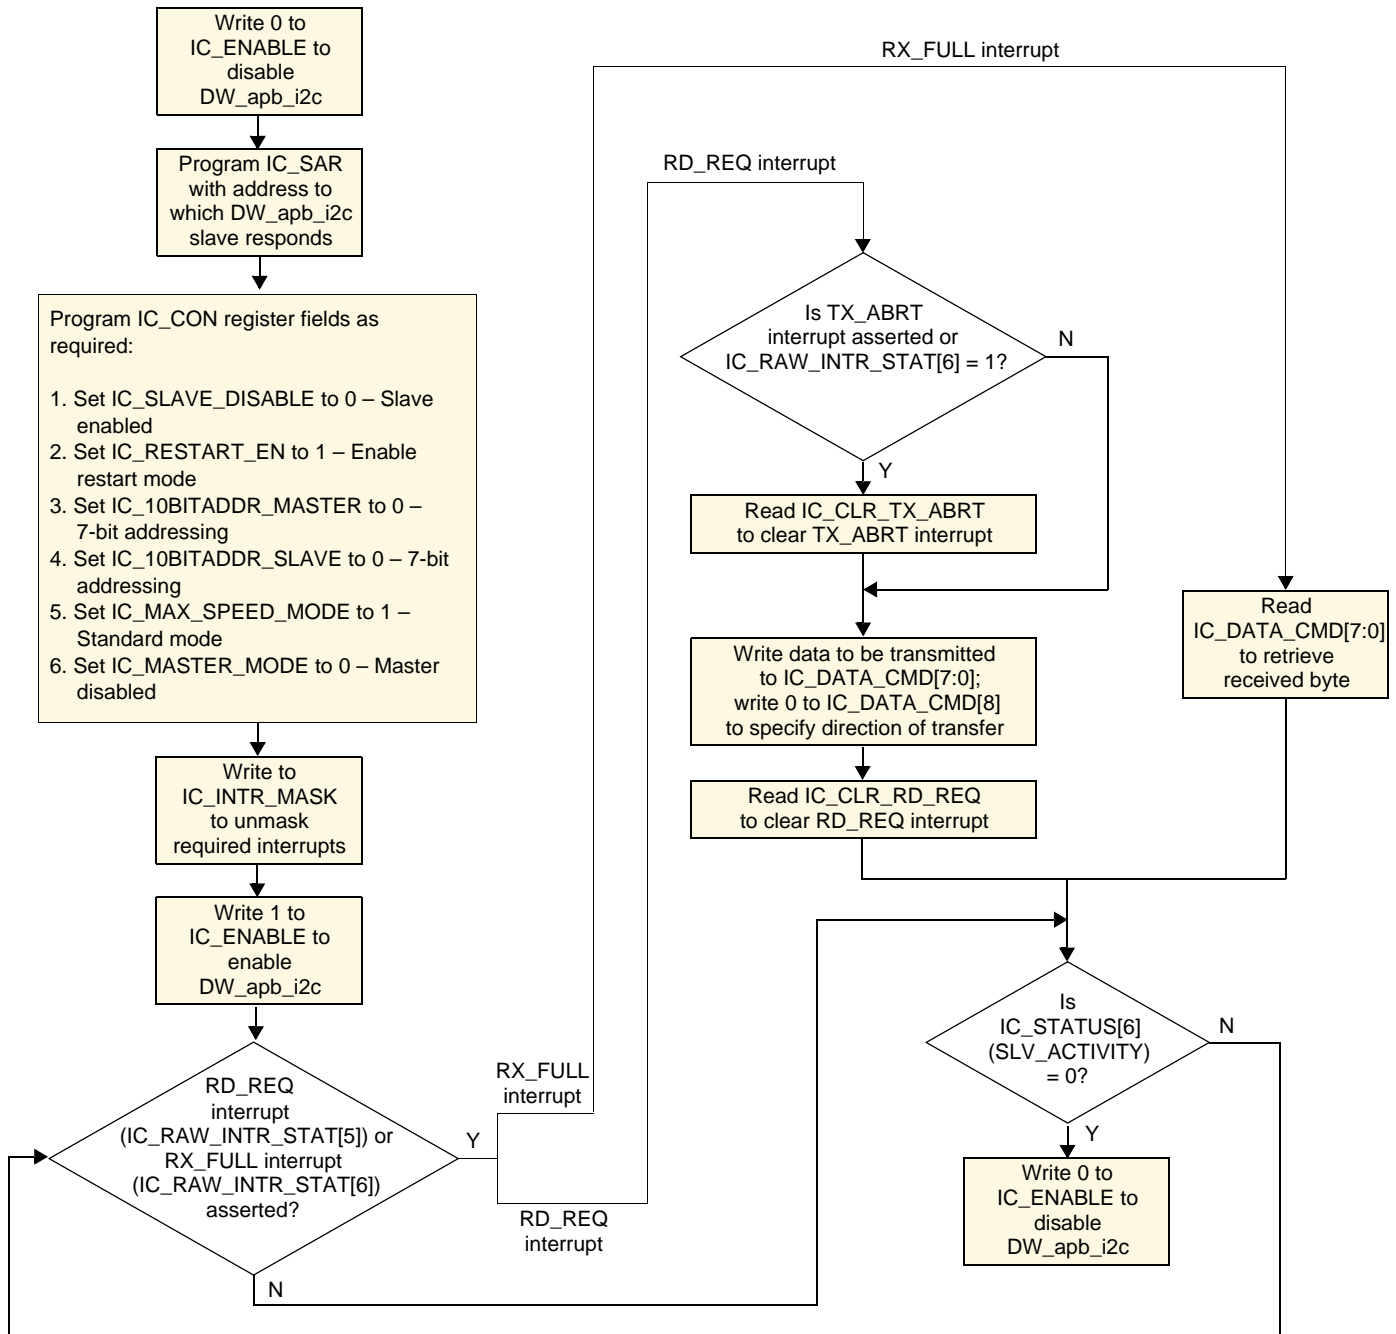 Write 0 to
IC_ENABLE to
disable
DW_apb_i2c
Program IC_SAR
with address to
which DW_apb_i2c
slave responds
Program IC_CON register fields as
required:
1. Set IC_SLAVE_DISABLE to 0 – Slave
enabled
2. Set IC_RESTART_EN to 1 – Enable
restart mode
3. Set IC_10BITADDR_MASTER to 0 –
7-bit addressing
4. Set IC_10BITADDR_SLAVE to 0 – 7-bit
addressing
5. Set IC_MAX_SPEED_MODE to 1 –
Standard mode
6. Set IC_MASTER_MODE to 0 – Master
disabled
Write to
IC_INTR_MASK
to unmask
required interrupts
Write 1 to
IC_ENABLE to
enable
DW_apb_i2c
RD_REQ
interrupt
(IC_RAW_INTR_STAT[5]) or
RX_FULL interrupt
(IC_RAW_INTR_STAT[6])
asserted?
Y
N
RX_FULL
interrupt
RD_REQ
interrupt
RX_FULL interrupt
RD_REQ interrupt
Is TX_ABRT
interrupt asserted or
IC_RAW_INTR_STAT[6] = 1?
N
Y
Read IC_CLR_TX_ABRT
to clear TX_ABRT interrupt
Write data to be transmitted
to IC_DATA_CMD[7:0];
write 0 to IC_DATA_CMD[8]
to specify direction of transfer
Read IC_CLR_RD_REQ
to clear RD_REQ interrupt
Read
IC_DATA_CMD[7:0]
to retrieve
received byte
Is
IC_STATUS[6]
(SLV_ACTIVITY)
= 0?
N
Y
Write 0 to
IC_ENABLE to
disable
DW_apb_i2c